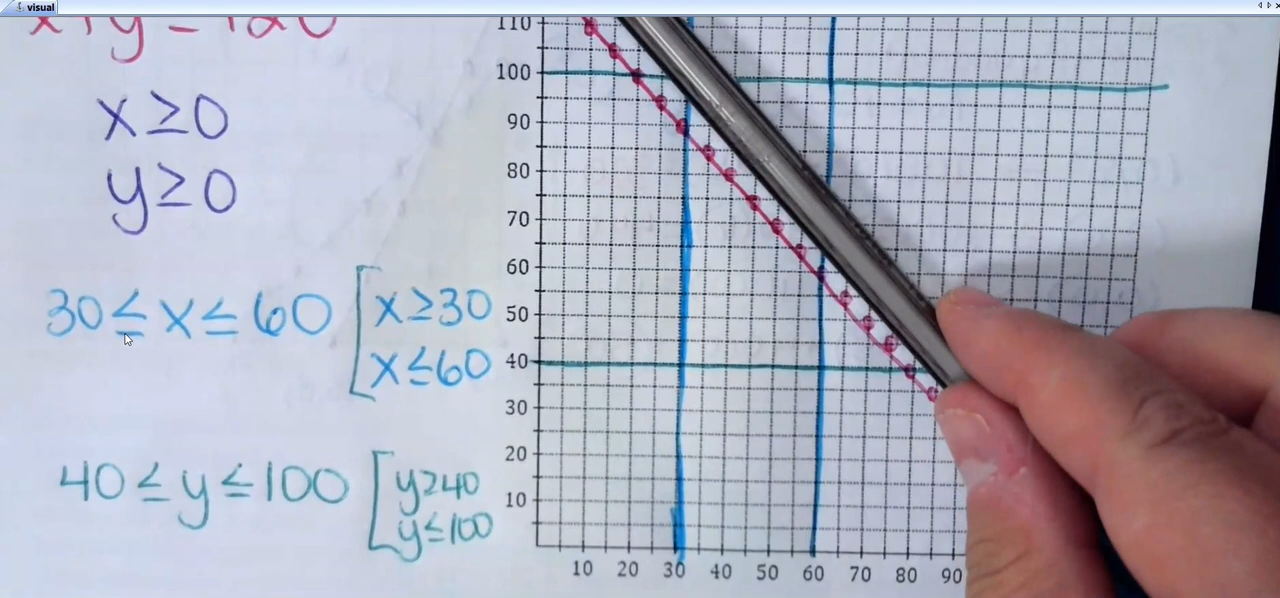 visual
x+y=120
x≥0
y≥0
30≤x≤60 [x≥30
x≤60
40≤y≤100 [y≥40
y≤100
110
100
90
80
70
60
50
40
30
20
10
10 20 30 40 50 60 70 80 90